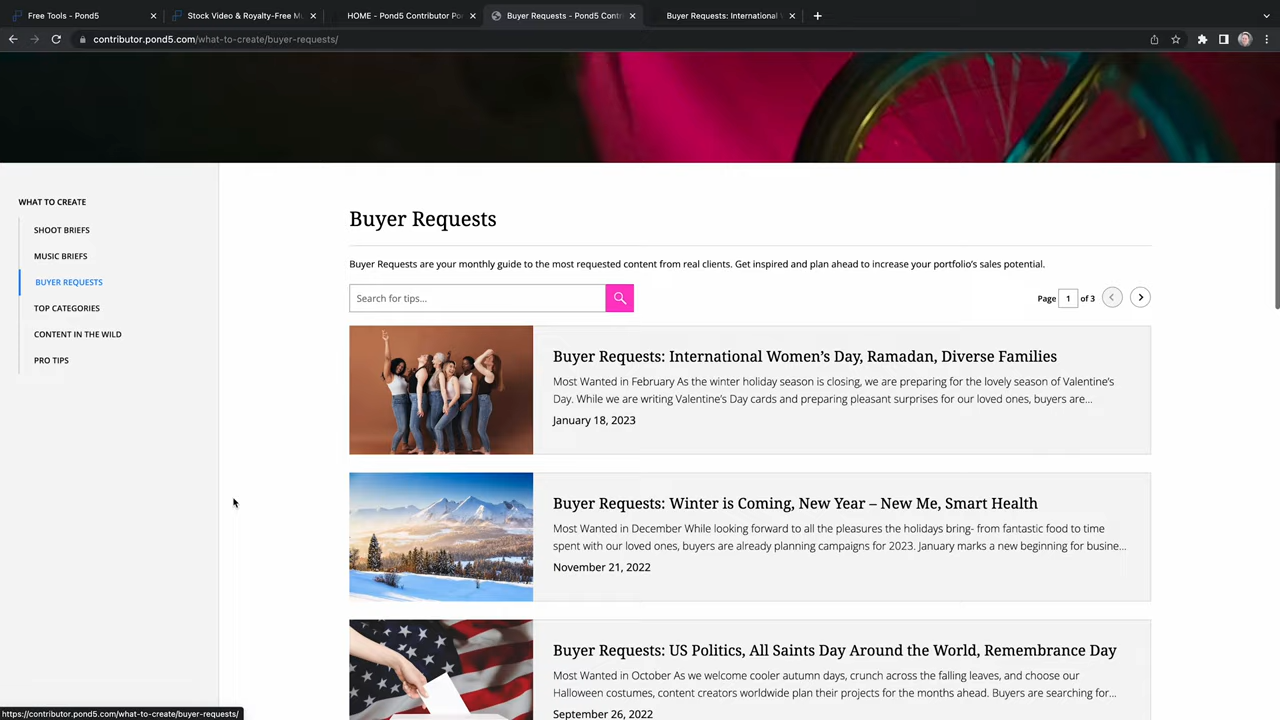 Free Tools - Pond5
Stock Video & Royalty-Free Mu
HOME - Pond5 Contributor Po
Buyer Requests - Pond5 Contr
Buyer Requests: International
contributor.pond5.com/what-to-create/buyer-requests/
WHAT TO CREATE
SHOOT BRIEFS
MUSIC BRIEFS
BUYER REQUESTS
TOP CATEGORIES
CONTENT IN THE WILD
PRO TIPS
Buyer Requests
Buyer Requests are your monthly guide to the most requested content from real clients. Get inspired and plan ahead to increase your portfolio's sales potential.
Search for tips...
Page 1 of 3
Buyer Requests: International Women's Day, Ramadan, Diverse Families
Most Wanted in February As the winter holiday season is closing, we are preparing for the lovely season of Valentine's
Day. While we are writing Valentine's Day cards and preparing pleasant surprises for our loved ones, buyers are...
January 18, 2023
Buyer Requests: Winter is Coming, New Year – New Me, Smart Health
Most Wanted in December While looking forward to all the pleasures the holidays bring- from fantastic food to time
spent with our loved ones, buyers are already planning campaigns for 2023. January marks a new beginning for busine...
November 21, 2022
Buyer Requests: US Politics, All Saints Day Around the World, Remembrance Day
Most Wanted in October As we welcome cooler autumn days, crunch across the falling leaves, and choose our
Halloween costumes, content creators worldwide plan their projects for the months ahead. Buyers are searching for...
September 26, 2022
https://contributor.pond5.com/what-to-create/buyer-requests/